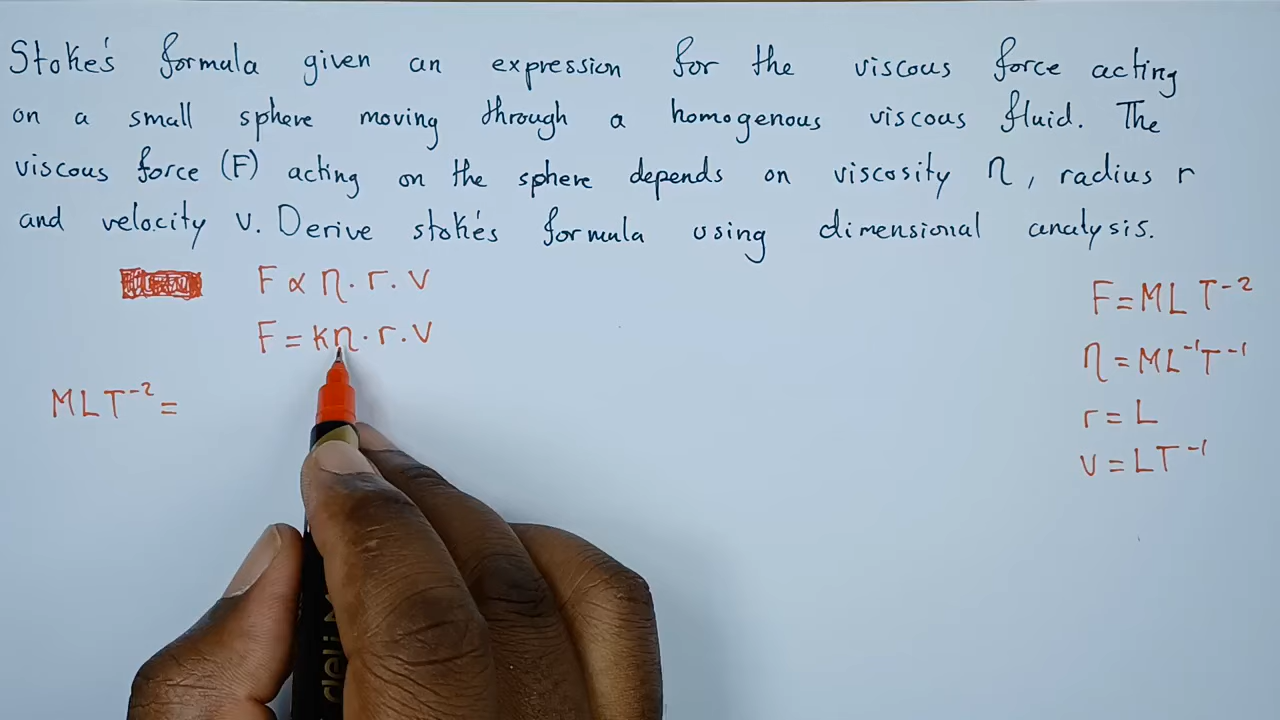 Stoke's formula given an expression for the viscous force acting
on a small sphere moving through a homogenous viscous fluid. The
viscous force (F) acting on the sphere depends on viscosity η, radius r
and velocity v. Derive stoke's formula using dimensional analysis.
F ∝ η · r · v
F = kη · r · v
MLT⁻² =
F = MLT⁻²
η = ML⁻¹T⁻¹
r = L
v = LT⁻¹
deli